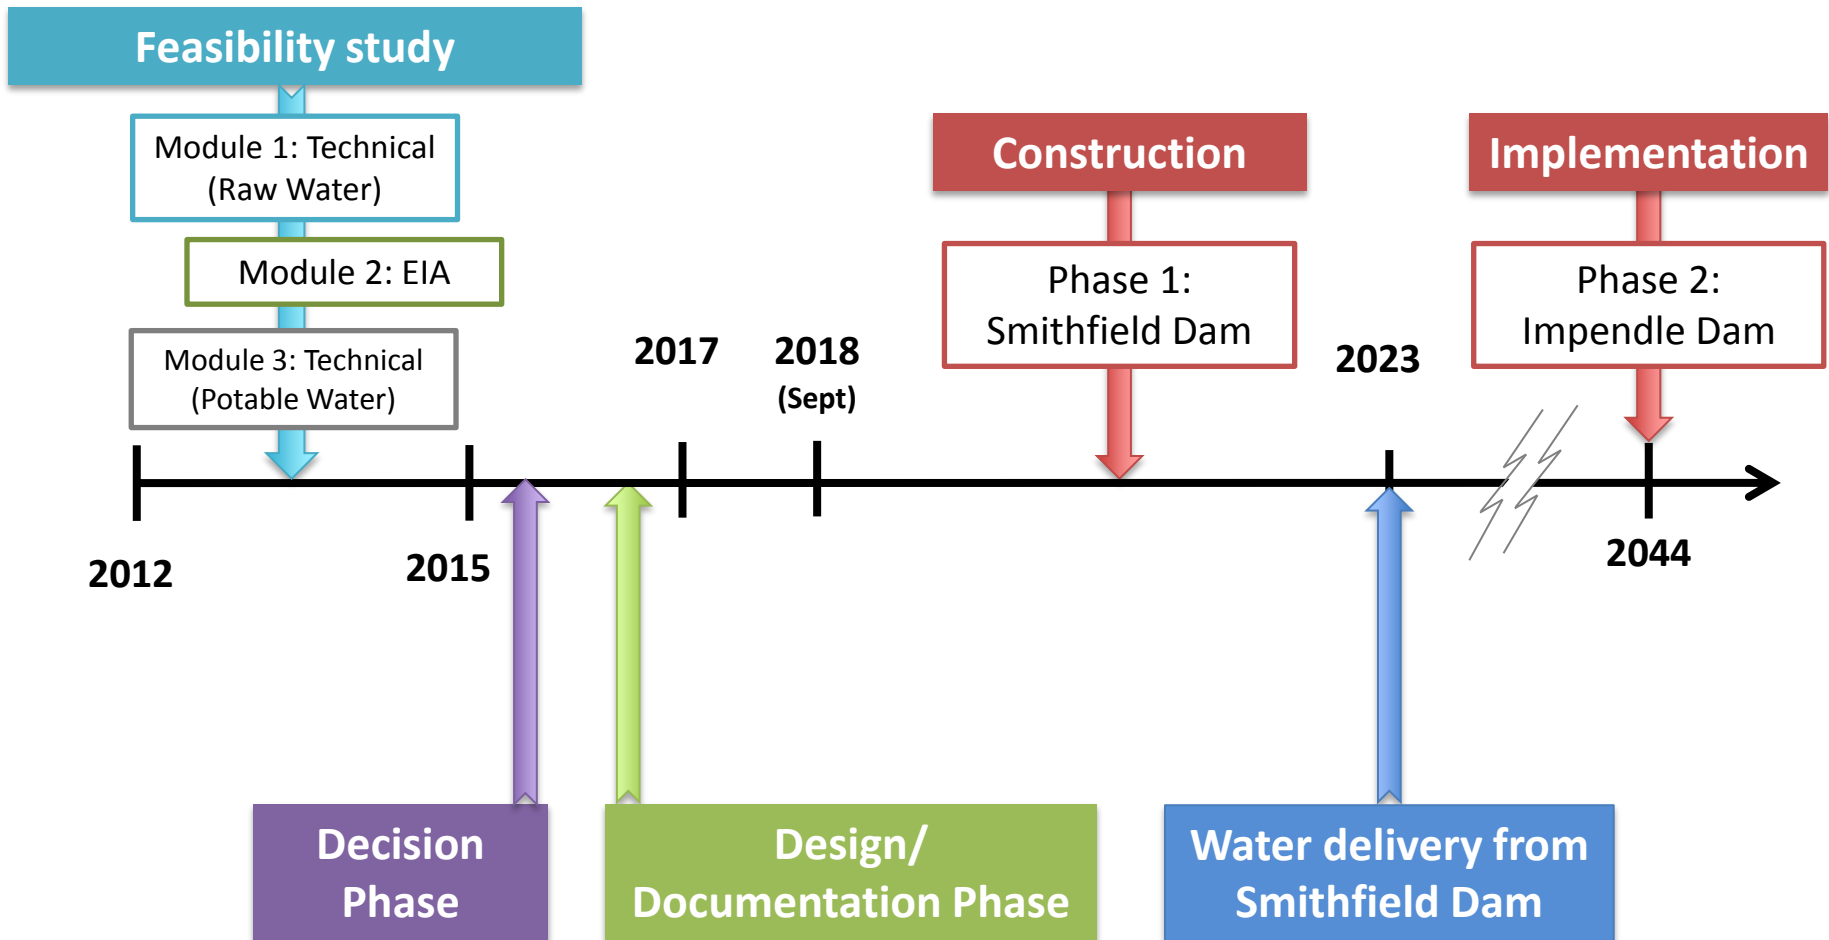 Feasibility study
Module 1: Technical
(Raw Water)
Module 2: EIA
Module 3: Technical
(Potable Water)
Construction
Phase 1:
Smithfield Dam
Implementation
Phase 2:
Impendle Dam
2012
2015
2017
2018
(Sept)
2023
2044
Decision
Phase
Design/
Documentation Phase
Water delivery from
Smithfield Dam